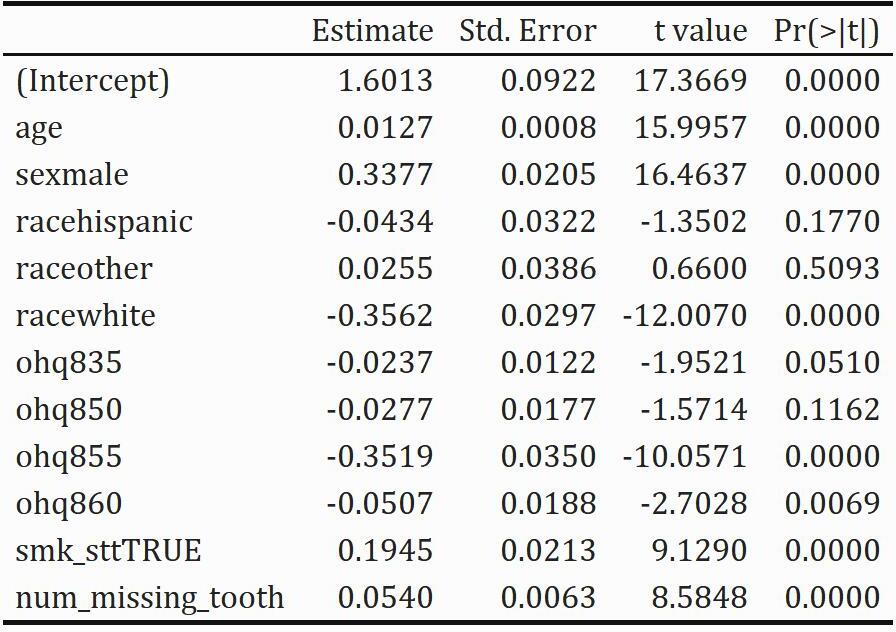 Estimate Std. Error t value Pr(>|t|)
(Intercept) 1.6013 0.0922 17.3669 0.0000
age 0.0127 0.0008 15.9957 0.0000
sexmale 0.3377 0.0205 16.4637 0.0000
racehispanic -0.0434 0.0322 -1.3502 0.1770
raceother 0.0255 0.0386 0.6600 0.5093
racewhite -0.3562 0.0297 -12.0070 0.0000
ohq835 -0.0237 0.0122 -1.9521 0.0510
ohq850 -0.0277 0.0177 -1.5714 0.1162
ohq855 -0.3519 0.0350 -10.0571 0.0000
ohq860 -0.0507 0.0188 -2.7028 0.0069
smk_sttTRUE 0.1945 0.0213 9.1290 0.0000
num_missing_tooth 0.0540 0.0063 8.5848 0.0000